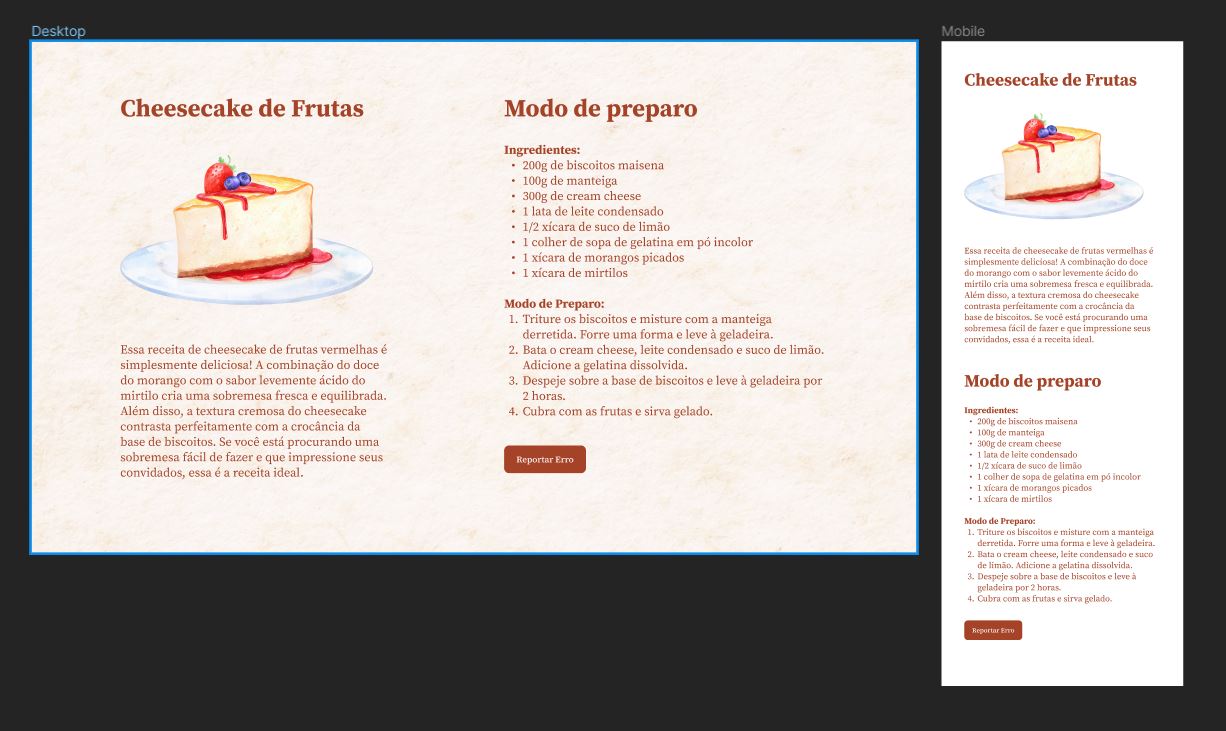 Desktop
Cheesecake de Frutas
Essa receita de cheesecake de frutas vermelhas é
simplesmente deliciosa! A combinação do doce
do morango com o sabor levemente ácido do
mirtilo cria uma sobremesa fresca e equilibrada.
Além disso, a textura cremosa do cheesecake
contrasta perfeitamente com a crocância da
base de biscoitos. Se você está procurando uma
sobremesa fácil de fazer e que impressione seus
convidados, essa é a receita ideal.
Modo de preparo
Ingredientes:
• 200g de biscoitos maisena
• 100g de manteiga
• 300g de cream cheese
• 1 lata de leite condensado
• 1/2 xícara de suco de limão
• 1 colher de sopa de gelatina em pó incolor
• 1 xícara de morangos picados
• 1 xícara de mirtilos
Modo de Preparo:
1. Triture os biscoitos e misture com a manteiga
derretida. Forre uma forma e leve à geladeira.
2. Bata o cream cheese, leite condensado e suco de limão.
Adicione a gelatina dissolvida.
3. Despeje sobre a base de biscoitos e leve à geladeira por
2 horas.
4. Cubra com as frutas e sirva gelado.
Reportar Erro
Mobile
Cheesecake de Frutas
Essa receita de cheesecake de frutas vermelhas é
simplesmente deliciosa! A combinação do doce
do morango com o sabor levemente ácido do
mirtilo cria uma sobremesa fresca e equilibrada.
Além disso, a textura cremosa do cheesecake
contrasta perfeitamente com a crocância da
base de biscoitos. Se você está procurando uma
sobremesa fácil de fazer e que impressione seus
convidados, essa é a receita ideal.
Modo de preparo
Ingredientes:
• 200g de biscoitos maisena
• 100g de manteiga
• 300g de cream cheese
• 1 lata de leite condensado
• 1/2 xícara de suco de limão
• 1 colher de sopa de gelatina em pó incolor
• 1 xícara de morangos picados
• 1 xícara de mirtilos
Modo de Preparo:
1. Triture os biscoitos e misture com a manteiga
derretida. Forre uma forma e leve à geladeira.
2. Bata o cream cheese, leite condensado e suco
de limão. Adicione a gelatina dissolvida.
3. Despeje sobre a base de biscoitos e leve à
geladeira por 2 horas.
4. Cubra com as frutas e sirva gelado.
Reportar Erro